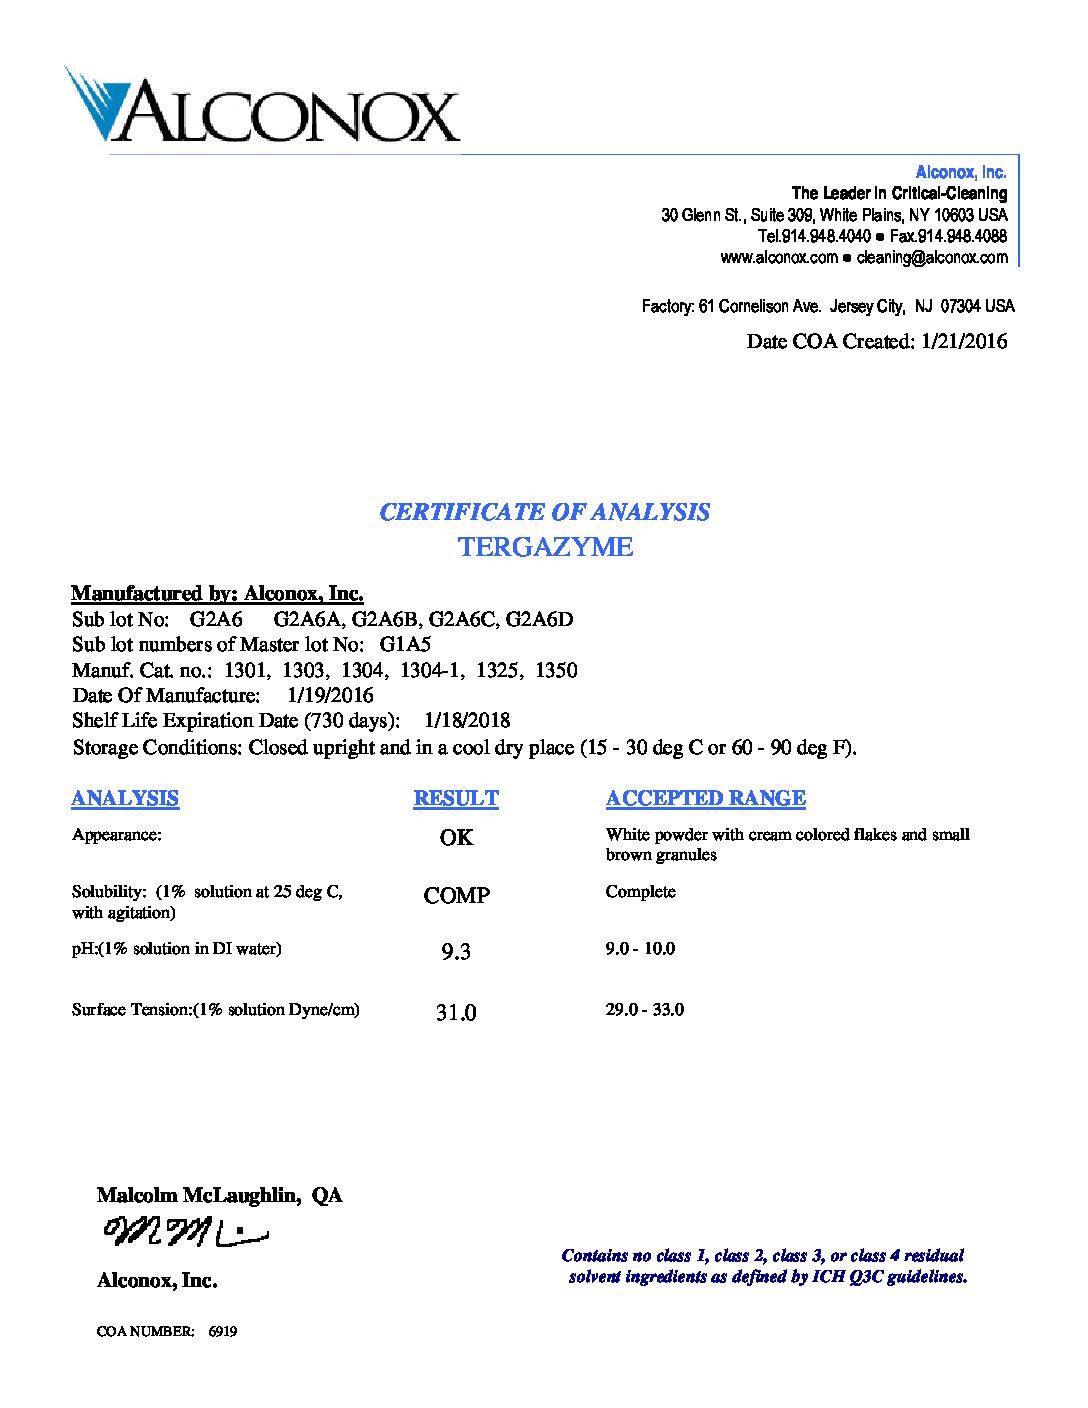 ALCONOX
Alconox, Inc.
The Leader in Critical-Cleaning
30 Glenn St., Suite 309, White Plains, NY 10603 USA
Tel.914.948.4040 ● Fax.914.948.4088
www.alconox.com ● cleaning@alconox.com
Factory: 61 Cornelison Ave. Jersey City, NJ 07304 USA
Date COA Created: 1/21/2016
CERTIFICATE OF ANALYSIS
TERGAZYME
Manufactured by: Alconox, Inc.
Sub lot No: G2A6 G2A6A, G2A6B, G2A6C, G2A6D
Sub lot numbers of Master lot No: G1A5
Manuf. Cat. no.: 1301, 1303, 1304, 1304-1, 1325, 1350
Date Of Manufacture: 1/19/2016
Shelf Life Expiration Date (730 days): 1/18/2018
Storage Conditions: Closed upright and in a cool dry place (15 - 30 deg C or 60 - 90 deg F).
ANALYSIS RESULT ACCEPTED RANGE
Appearance: OK White powder with cream colored flakes and small
brown granules
Solubility: (1% solution at 25 deg C, COMP Complete
with agitation)
pH:(1% solution in DI water) 9.3 9.0 - 10.0
Surface Tension:(1% solution Dyne/cm) 31.0 29.0 - 33.0
Malcolm McLaughlin, QA
Alconox, Inc.
Contains no class 1, class 2, class 3, or class 4 residual
solvent ingredients as defined by ICH Q3C guidelines.
COA NUMBER: 6919